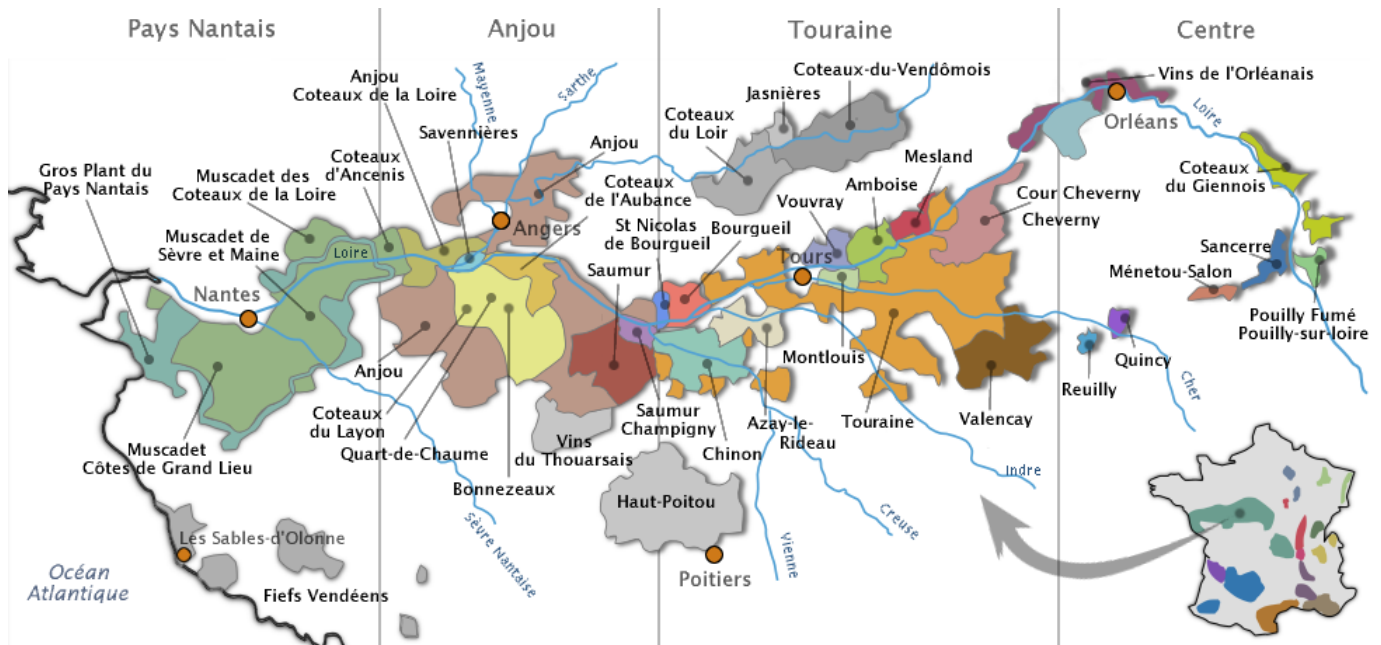 Pays Nantais
Anjou
Touraine
Centre
Gros Plant du
Pays Nantais
Muscadet des
Coteaux de la Loire
Muscadet de
Sèvre et Maine
Nantes
Loire
Coteaux
d'Ancenis
Muscadet
Côtes de Grand Lieu
Les Sables-d'Olonne
Océan
Atlantique
Fiefs Vendéens
Anjou
Coteaux de la Loire
Savennières
Mayenne
Sarthe
Anjou
Angers
Coteaux
de l'Aubance
St Nicolas
de Bourgueil
Saumur
Anjou
Coteaux
du Layon
Quart-de-Chaume
Bonnezeaux
Vins
du Thouarsais
Sèvre Nantaise
Saumur
Champigny
Haut-Poitou
Poitiers
Coteaux
du Loir
Jasnières
Coteaux-du-Vendômois
Bourgueil
Vouvray
Amboise
Mesland
Tours
Cour Cheverny
Cheverny
Chinon
Azay-le-
Rideau
Montlouis
Touraine
Valencay
Vienne
Creuse
Indre
Cher
Vins de l'Orléanais
Orléans
Loire
Coteaux
du Giennois
Sancerre
Ménetou-Salon
Pouilly Fumé
Pouilly-sur-loire
Quincy
Reuilly